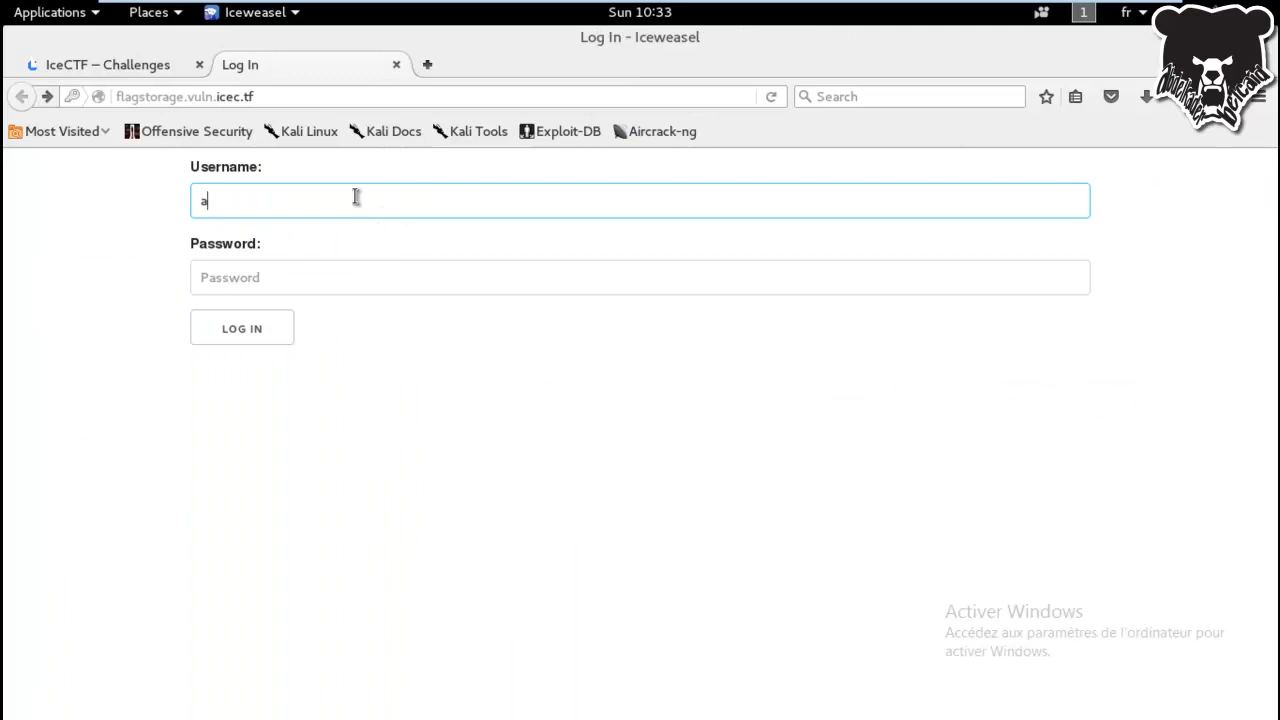 Applications Places Iceweasel Sun 10:33 1 fr
Log In - Iceweasel
IceCTF – Challenges Log In
flagstorage.vuln.icec.tf Search
Most Visited Offensive Security Kali Linux Kali Docs Kali Tools Exploit-DB Aircrack-ng
Username:
a
Password:
Password
LOG IN
Activer Windows
Accédez aux paramètres de l'ordinateur pour
activer Windows.